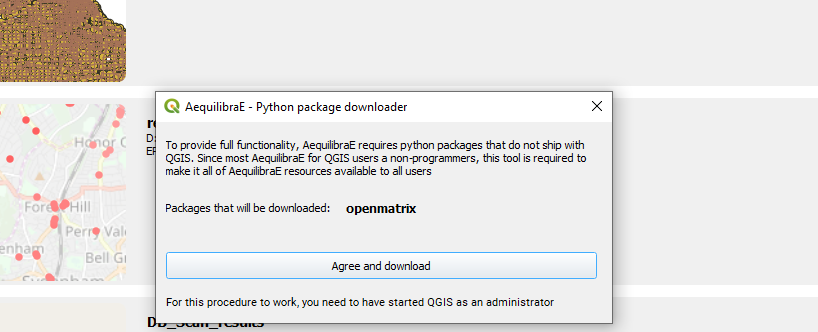 AequilibraE - Python package downloader
To provide full functionality, AequilibraE requires python packages that do not ship with
QGIS. Since most AequilibraE for QGIS users a non-programmers, this tool is required to
make it all of AequilibraE resources available to all users
Packages that will be downloaded: openmatrix
Agree and download
For this procedure to work, you need to have started QGIS as an administrator
Honor O
Forest Hill
Perry Vale
enham
Bell Gr
DB_Scan_results